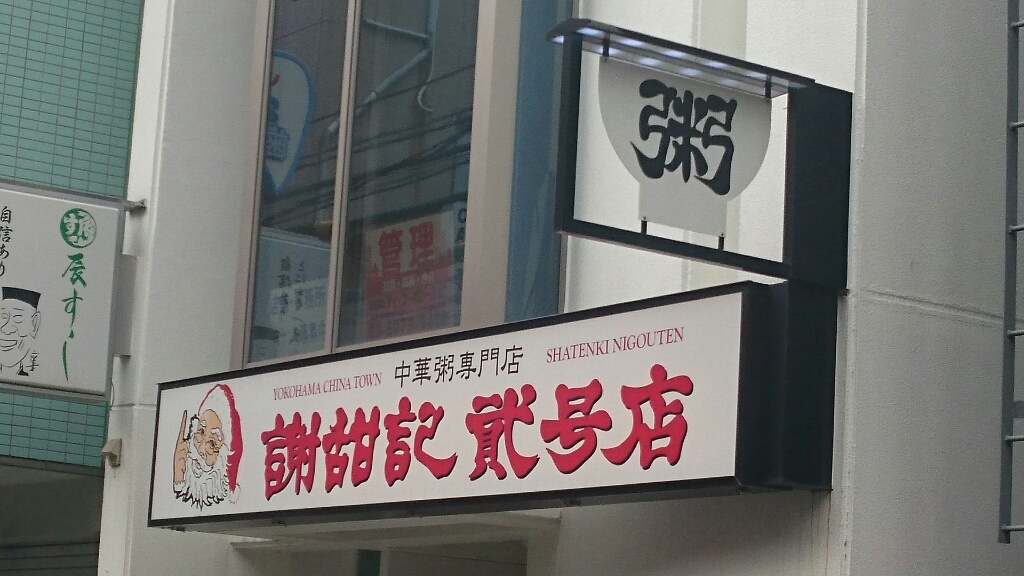 粥
YOKOHAMA CHINA TOWN 中華粥専門店 SHATENKI NIGOUTEN
謝甜記 貮号店
管理
辰すし
自信あり